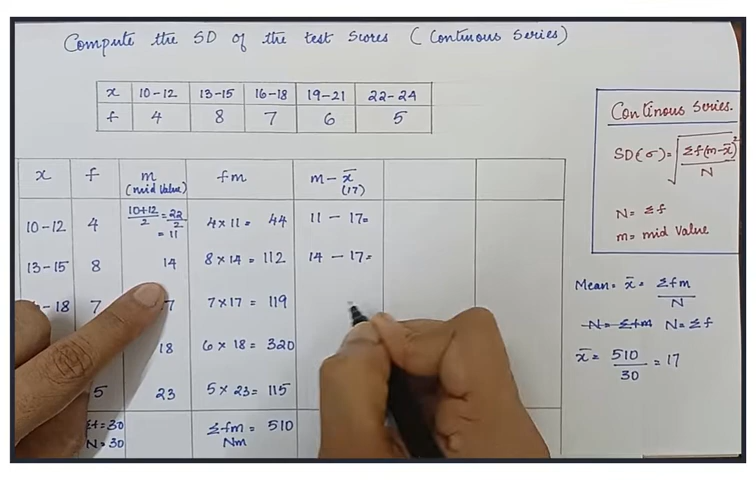 Compute the SD of the test scores (Continuous Series)
x 10-12 13-15 16-18 19-21 22-24
f 4 8 7 6 5
Continous Series.
SD(σ) = √Σf(m-x̄)²/N
N = Σf
m = mid value
Mean = x̄ = Σfm/N
N = Σfm N = Σf
x̄ = 510/30 = 17
x f m (mid value) fm m - x̄ (17)
10-12 4 10+12/2 = 22/2 = 11 4 × 11 = 44 11 - 17 =
13-15 8 14 8 × 14 = 112 14 - 17 =
- 18 7 7 7 × 17 = 119
18 6 × 18 = 320
5 23 5 × 23 = 115
Σf = 30 Σfm = 510
N = 30 Nm